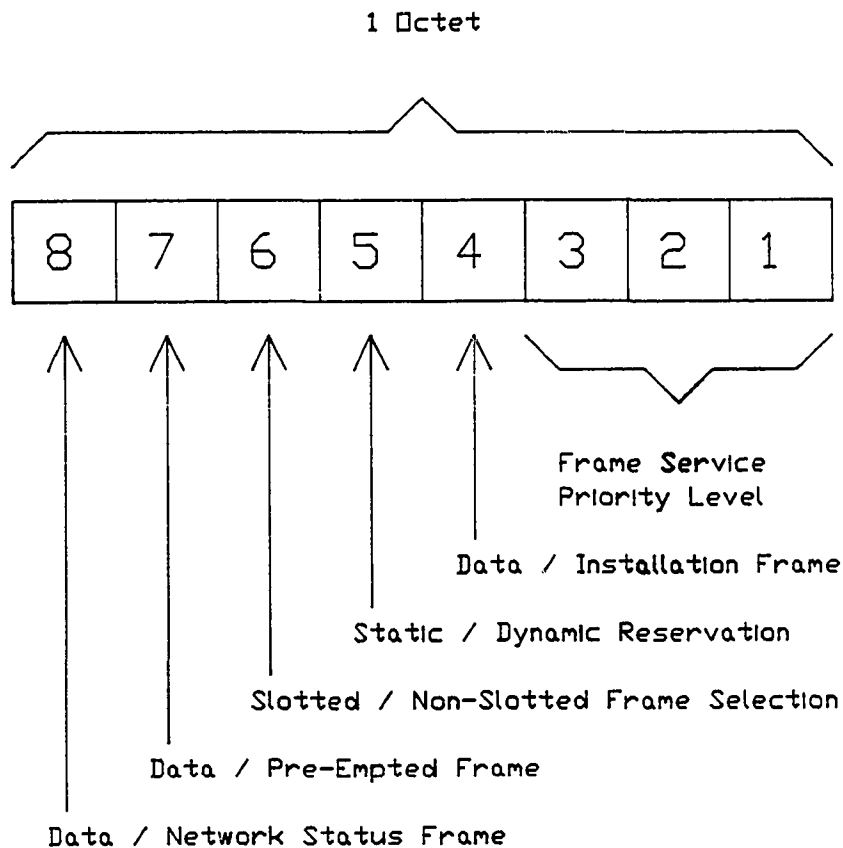 1 Octet
8 7 6 5 4 3 2 1
Frame Service
Priority Level
Data / Installation Frame
Static / Dynamic Reservation
Slotted / Non-Slotted Frame Selection
Data / Pre-Empted Frame
Data / Network Status Frame